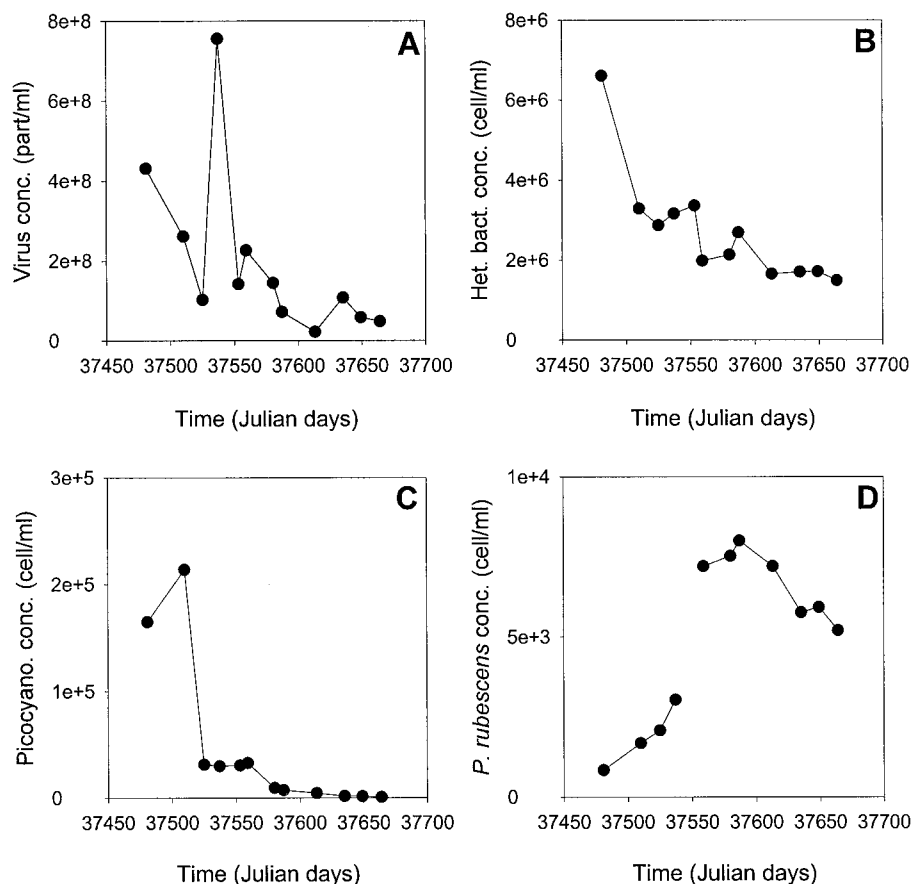 A
Virus conc. (part/ml)
8e+8
6e+8
4e+8
2e+8
0
37450 37500 37550 37600 37650 37700
Time (Julian days)
B
Het. bact. conc. (cell/ml)
8e+6
6e+6
4e+6
2e+6
0
37450 37500 37550 37600 37650 37700
Time (Julian days)
C
Picocyano. conc. (cell/ml)
3e+5
2e+5
1e+5
0
37450 37500 37550 37600 37650 37700
Time (Julian days)
D
P. rubescens conc. (cell/ml)
1e+4
5e+3
0
37450 37500 37550 37600 37650 37700
Time (Julian days)